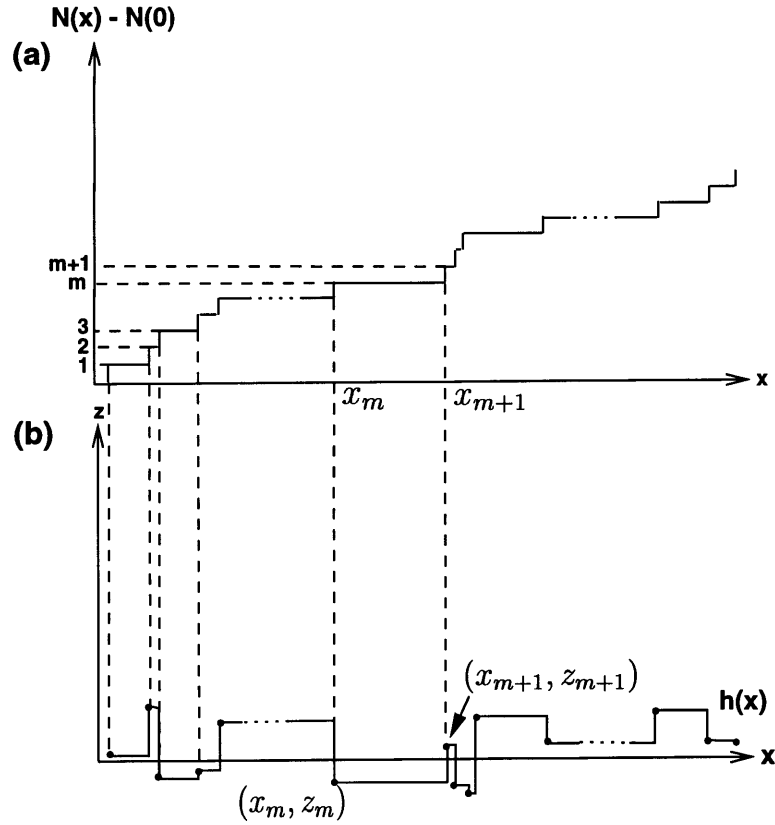 N(x) - N(0)
(a)
m+1
m
3
2
1
x
x_m
x_{m+1}
z
(b)
(x_{m+1}, z_{m+1})
h(x)
x
(x_m, z_m)